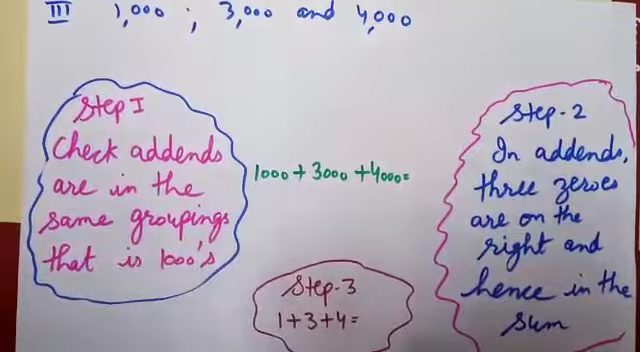 III 1,000 ; 3,000 and 4,000
Step I
Check addends
are in the
same groupings
that is 1000's
1000 + 3000 + 4000=
Step-2
In addends,
three zeroes
are on the
right and
hence in the
sum
Step-3
1+3+4=